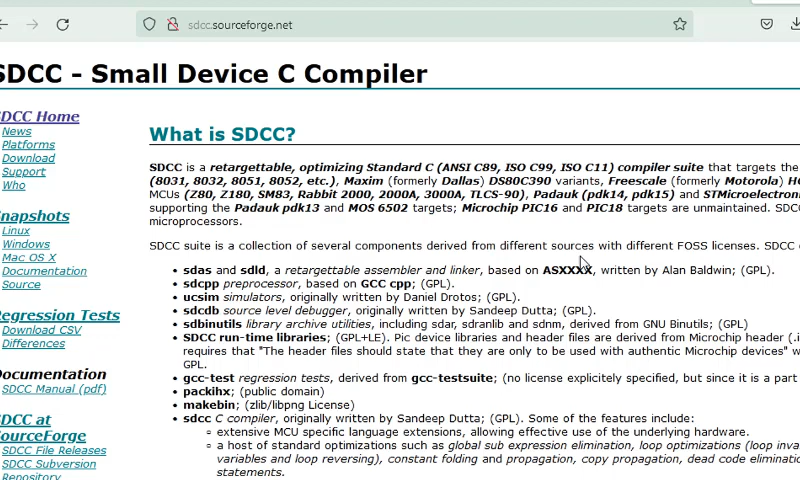 sdcc.sourceforge.net
SDCC - Small Device C Compiler
SDCC Home
News
Platforms
Download
Support
Who
Snapshots
Linux
Windows
Mac OS X
Documentation
Source
Regression Tests
Download CSV
Differences
Documentation
SDCC Manual (pdf)
SDCC at
SourceForge
SDCC File Releases
SDCC Subversion
Repository
What is SDCC?
SDCC is a retargettable, optimizing Standard C (ANSI C89, ISO C99, ISO C11) compiler suite that targets the
(8031, 8032, 8051, 8052, etc.), Maxim (formerly Dallas) DS80C390 variants, Freescale (formerly Motorola) HC
MCUs (Z80, Z180, SM83, Rabbit 2000, 2000A, 3000A, TLCS-90), Padauk (pdk14, pdk15) and STMicroelectron
supporting the Padauk pdk13 and MOS 6502 targets; Microchip PIC16 and PIC18 targets are unmaintained. SDC
microprocessors.
SDCC suite is a collection of several components derived from different sources with different FOSS licenses. SDCC
• sdas and sdld, a retargettable assembler and linker, based on ASXXXX, written by Alan Baldwin; (GPL).
• sdcpp preprocessor, based on GCC cpp; (GPL).
• ucsim simulators, originally written by Daniel Drotos; (GPL).
• sdcdb source level debugger, originally written by Sandeep Dutta; (GPL).
• sdbinutils library archive utilities, including sdar, sdranlib and sdnm, derived from GNU Binutils; (GPL)
• SDCC run-time libraries; (GPL+LE). Pic device libraries and header files are derived from Microchip header (.i
requires that "The header files should state that they are only to be used with authentic Microchip devices" w
GPL.
• gcc-test regression tests, derived from gcc-testsuite; (no license explicitly specified, but since it is a part
• packihx; (public domain)
• makebin; (zlib/libpng License)
• sdcc C compiler, originally written by Sandeep Dutta; (GPL). Some of the features include:
◦ extensive MCU specific language extensions, allowing effective use of the underlying hardware.
◦ a host of standard optimizations such as global sub expression elimination, loop optimizations (loop inva
variables and loop reversing), constant folding and propagation, copy propagation, dead code elimination
statements.